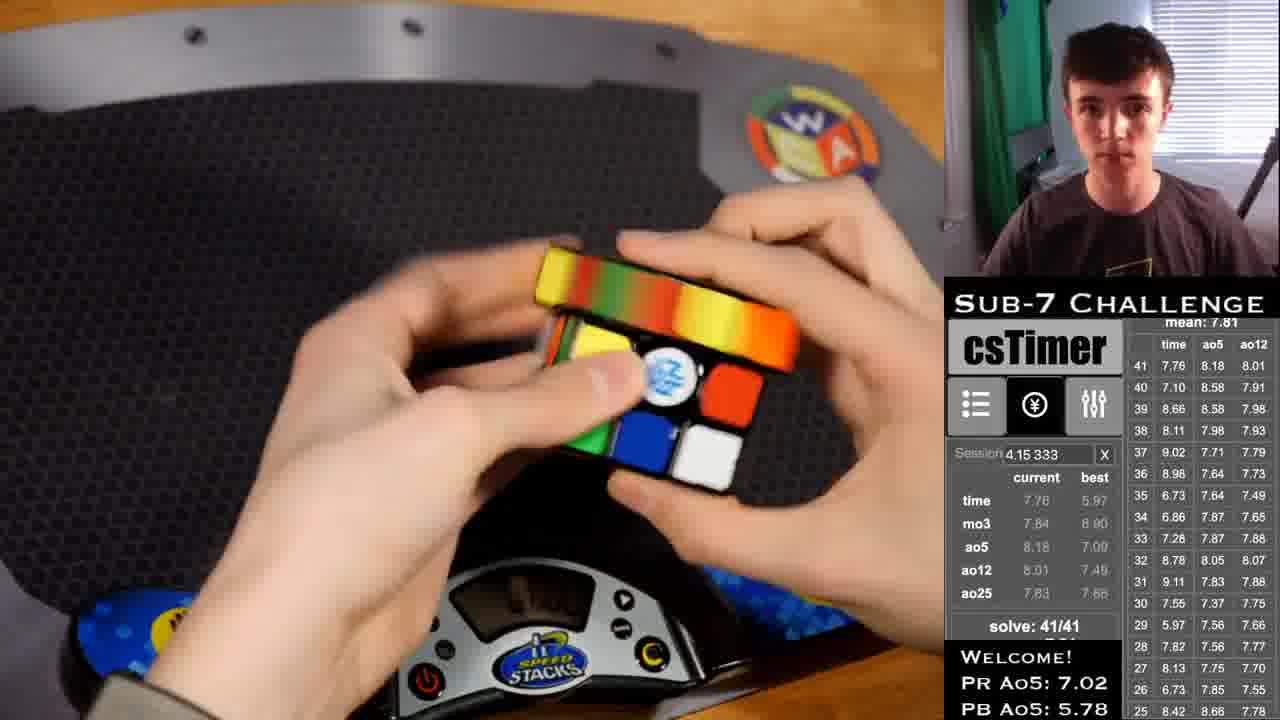 W
A
SUB-7 CHALLENGE
mean: 7.81
csTimer
time ao5 ao12
41 7.76 8.18 8.01
40 7.10 8.58 7.91
39 8.66 8.58 7.98
38 8.11 7.98 7.93
Session 4.15 333 X
37 9.02 7.71 7.79
current best
36 8.98 7.64 7.73
time 7.76 5.97
35 6.73 7.64 7.49
mo3 7.84
34 6.86 7.87 7.65
33 7.28 7.87 7.88
ao5 8.18 7.09
32 8.78 8.05 8.07
ao12 8.01
31 9.11 7.83 7.88
ao25
30 7.55 7.37 7.75
solve: 41/41
29 5.97 7.56 7.66
28 7.82 7.56 7.77
WELCOME!
27 8.13 7.75 7.70
PR AO5: 7.02
26 6.73 7.85 7.55
PB AO5: 5.78
25 8.42 8.66 7.78
SPEED
STACKS